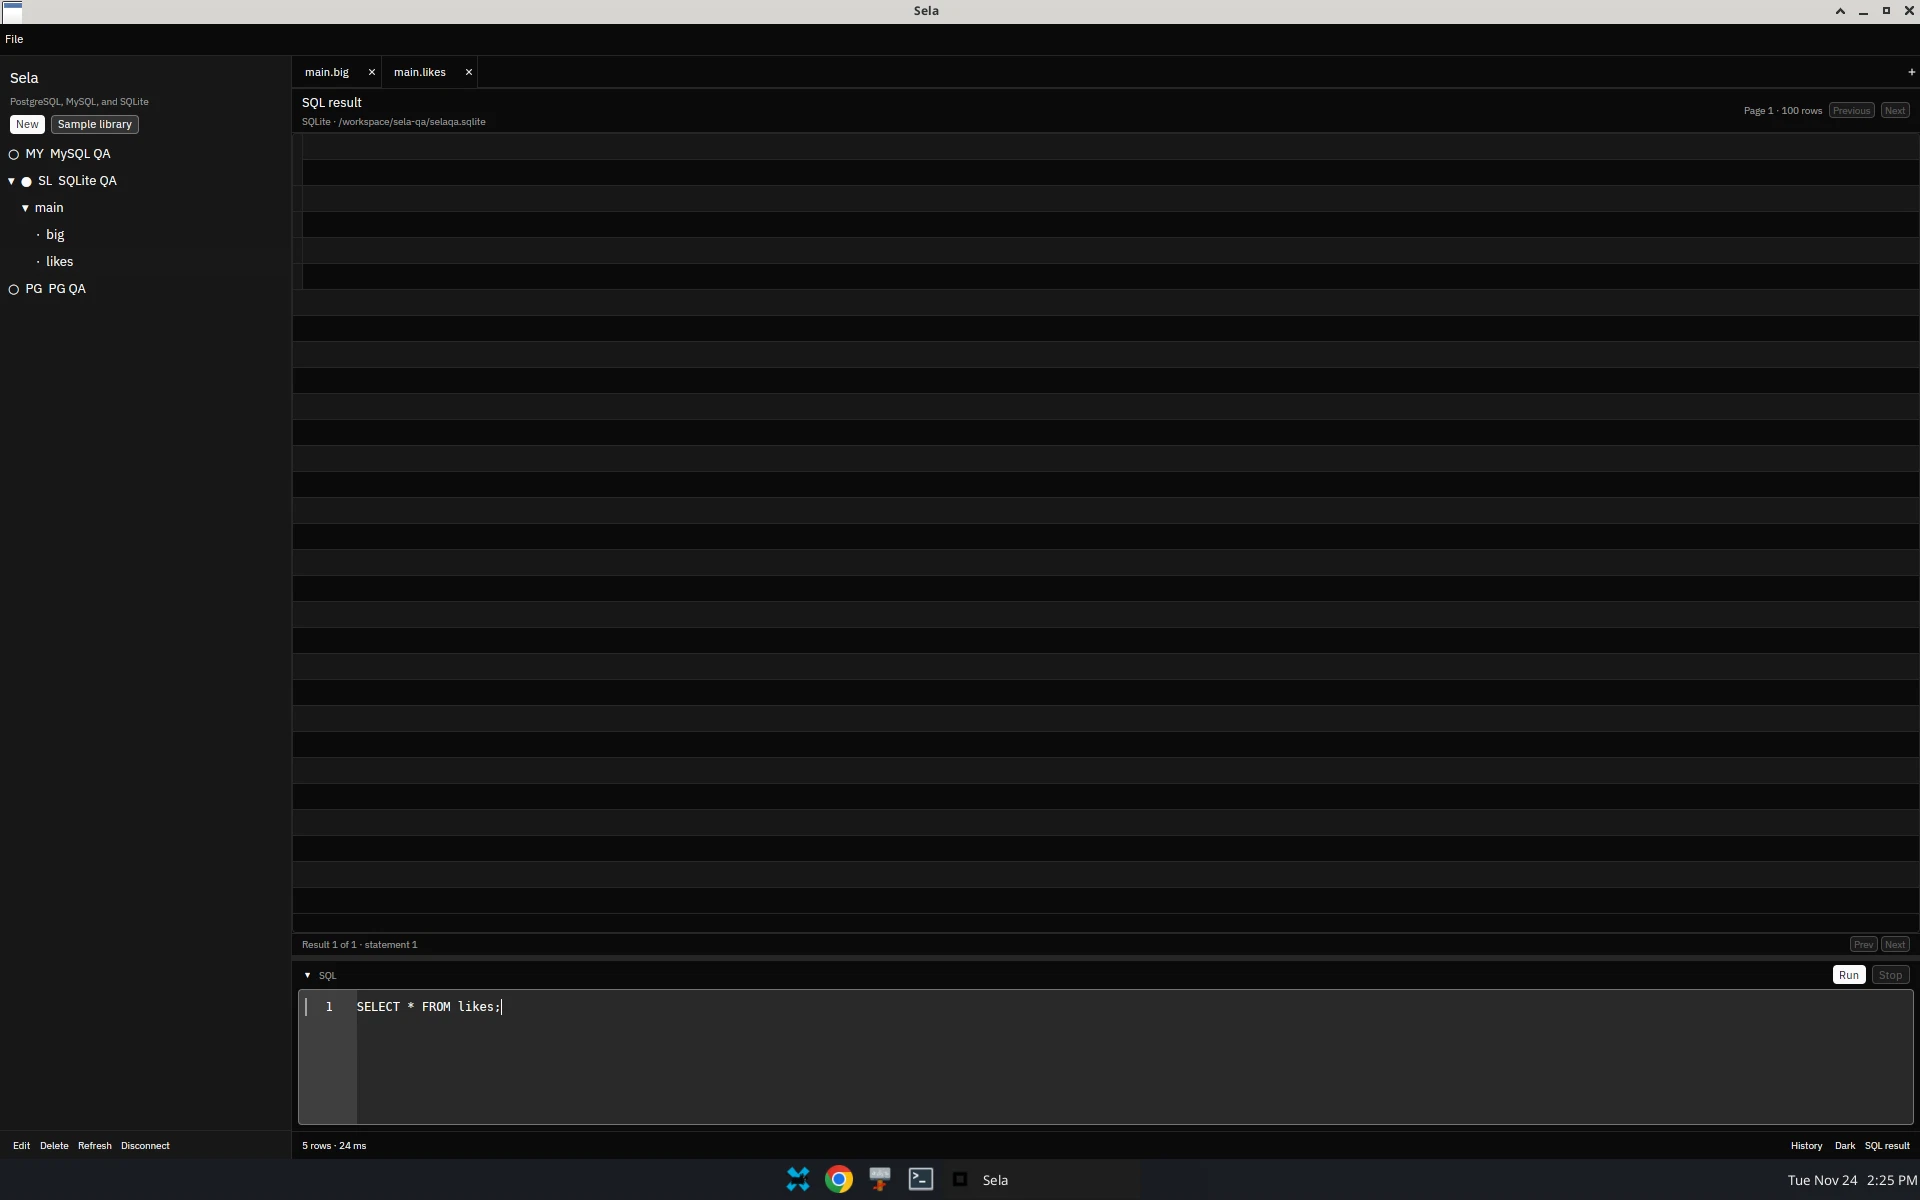 Sela
File
Sela
PostgreSQL, MySQL, and SQLite
New Sample library
MY MySQL QA
SL SQLite QA
main
· big
· likes
PG PG QA
Edit Delete Refresh Disconnect
main.big × main.likes × +
SQL result
SQLite · /workspace/sela-qa/selaqa.sqlite
Page 1 · 100 rows Previous Next
Result 1 of 1 · statement 1 Prev Next
SQL Run Stop
1 SELECT * FROM likes;
5 rows · 24 ms History Dark SQL result
Sela
Tue Nov 24 2:25 PM